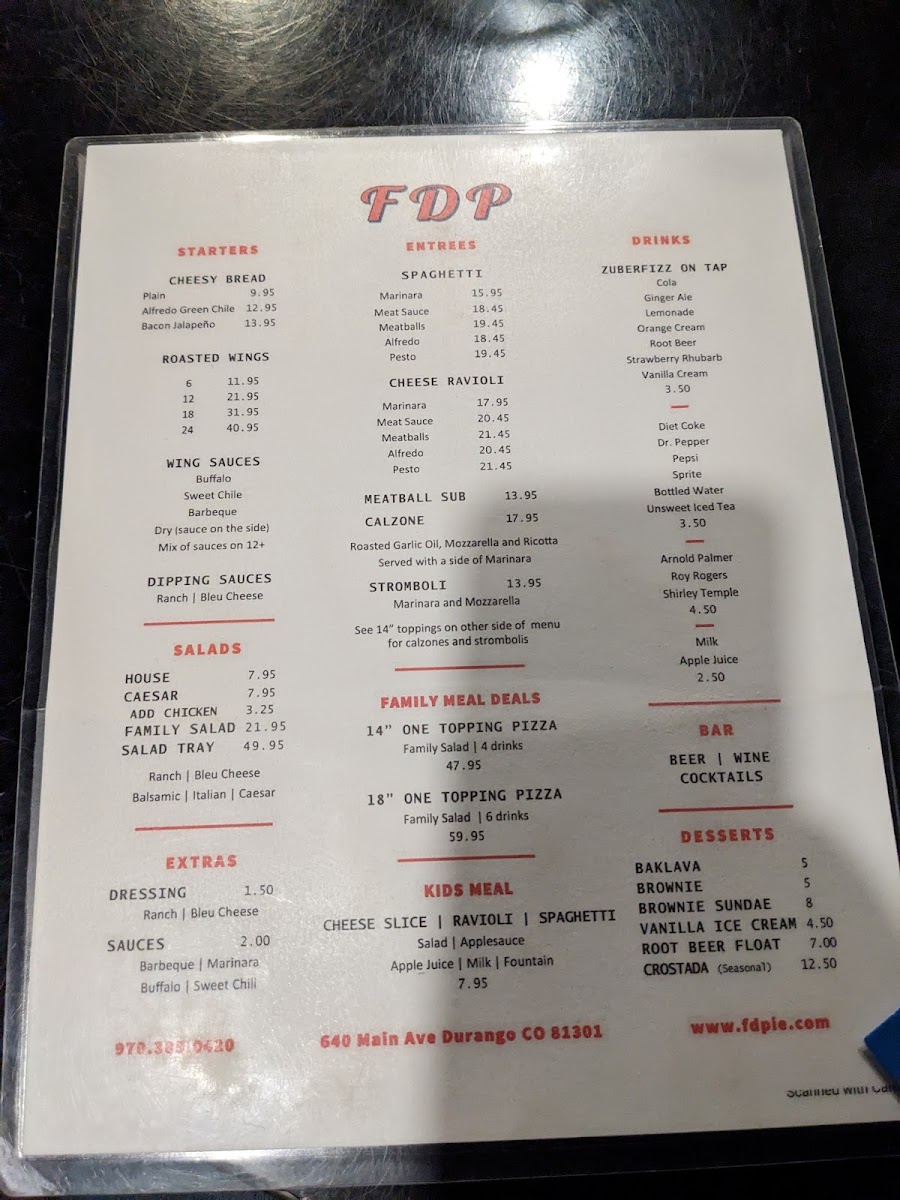 FDP
STARTERS
CHEESY BREAD
Plain 9.95
Alfredo Green Chile 12.95
Bacon Jalapeño 13.95
ROASTED WINGS
6 11.95
12 21.95
18 31.95
24 40.95
WING SAUCES
Buffalo
Sweet Chile
Barbeque
Dry (sauce on the side)
Mix of sauces on 12+
DIPPING SAUCES
Ranch | Bleu Cheese
SALADS
HOUSE 7.95
CAESAR 7.95
ADD CHICKEN 3.25
FAMILY SALAD 21.95
SALAD TRAY 49.95
Ranch | Bleu Cheese
Balsamic | Italian | Caesar
EXTRAS
DRESSING 1.50
Ranch | Bleu Cheese
SAUCES 2.00
Barbeque | Marinara
Buffalo | Sweet Chili
ENTREES
SPAGHETTI
Marinara 15.95
Meat Sauce 18.45
Meatballs 19.45
Alfredo 18.45
Pesto 19.45
CHEESE RAVIOLI
Marinara 17.95
Meat Sauce 20.45
Meatballs 21.45
Alfredo 20.45
Pesto 21.45
MEATBALL SUB 13.95
CALZONE 17.95
Roasted Garlic Oil, Mozzarella and Ricotta
Served with a side of Marinara
STROMBOLI 13.95
Marinara and Mozzarella
See 14" toppings on other side of menu
for calzones and strombolis
FAMILY MEAL DEALS
14" ONE TOPPING PIZZA
Family Salad | 4 drinks
47.95
18" ONE TOPPING PIZZA
Family Salad | 6 drinks
59.95
KIDS MEAL
CHEESE SLICE | RAVIOLI | SPAGHETTI
Salad | Applesauce
Apple Juice | Milk | Fountain
7.95
DRINKS
ZUBERFIZZ ON TAP
Cola
Ginger Ale
Lemonade
Orange Cream
Root Beer
Strawberry Rhubarb
Vanilla Cream
3.50
Diet Coke
Dr. Pepper
Pepsi
Sprite
Bottled Water
Unsweet Iced Tea
3.50
Arnold Palmer
Roy Rogers
Shirley Temple
4.50
Milk
Apple Juice
2.50
BAR
BEER | WINE
COCKTAILS
DESSERTS
BAKLAVA 5
BROWNIE 5
BROWNIE SUNDAE 8
VANILLA ICE CREAM 4.50
ROOT BEER FLOAT 7.00
CROSTADA (Seasonal) 12.50
640 Main Ave Durango CO 81301
www.fdpie.com
Scanned with